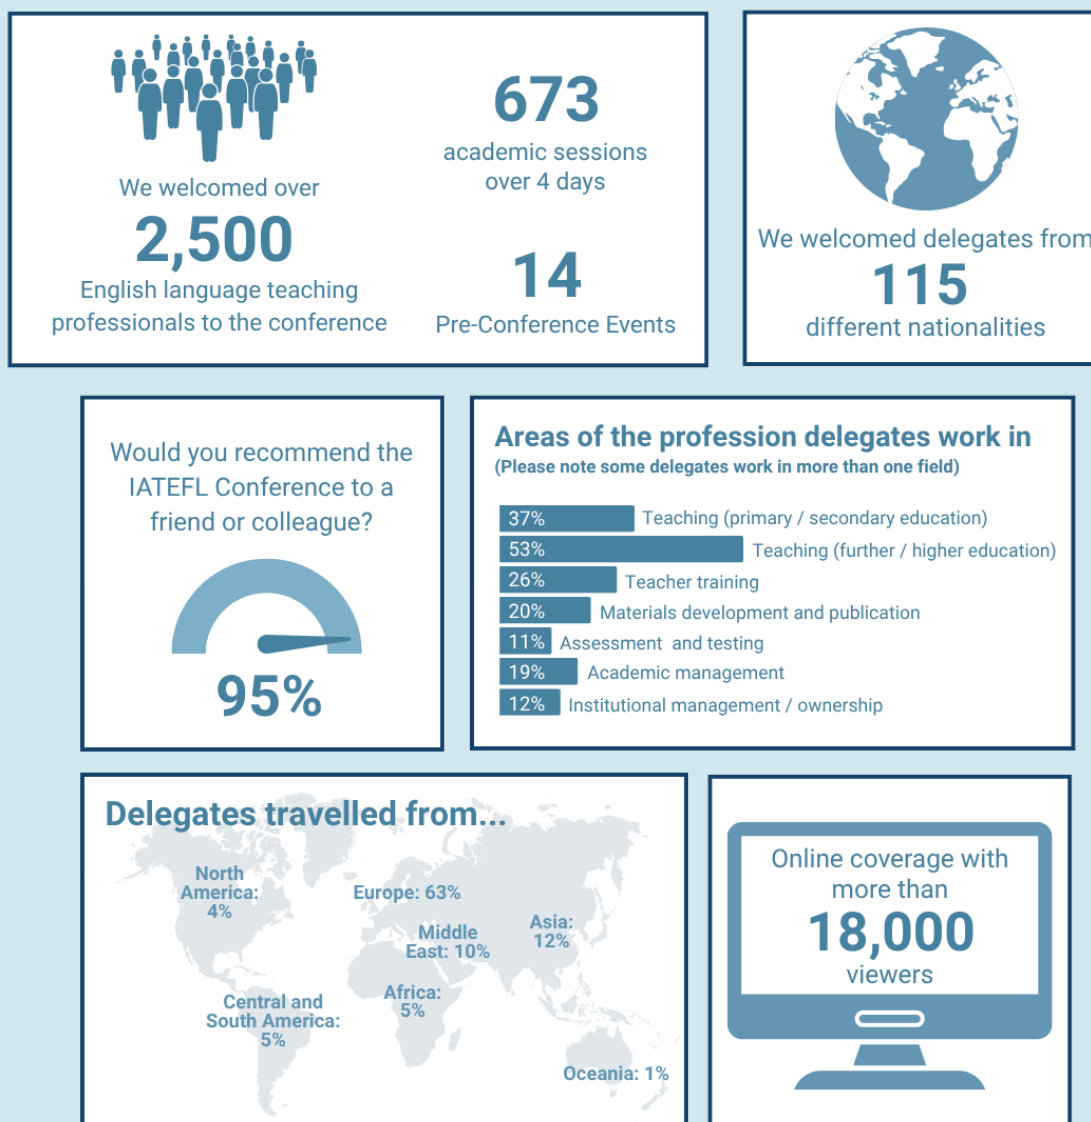 We welcomed over
2,500
English language teaching
professionals to the conference
673
academic sessions
over 4 days
14
Pre-Conference Events
We welcomed delegates from
115
different nationalities
Would you recommend the
IATEFL Conference to a
friend or colleague?
95%
Areas of the profession delegates work in
(Please note some delegates work in more than one field)
37% Teaching (primary / secondary education)
53% Teaching (further / higher education)
26% Teacher training
20% Materials development and publication
11% Assessment and testing
19% Academic management
12% Institutional management / ownership
Delegates travelled from...
North
America:
4%
Europe: 63%
Middle
East: 10%
Asia:
12%
Africa:
5%
Central and
South America:
5%
Oceania: 1%
Online coverage with
more than
18,000
viewers